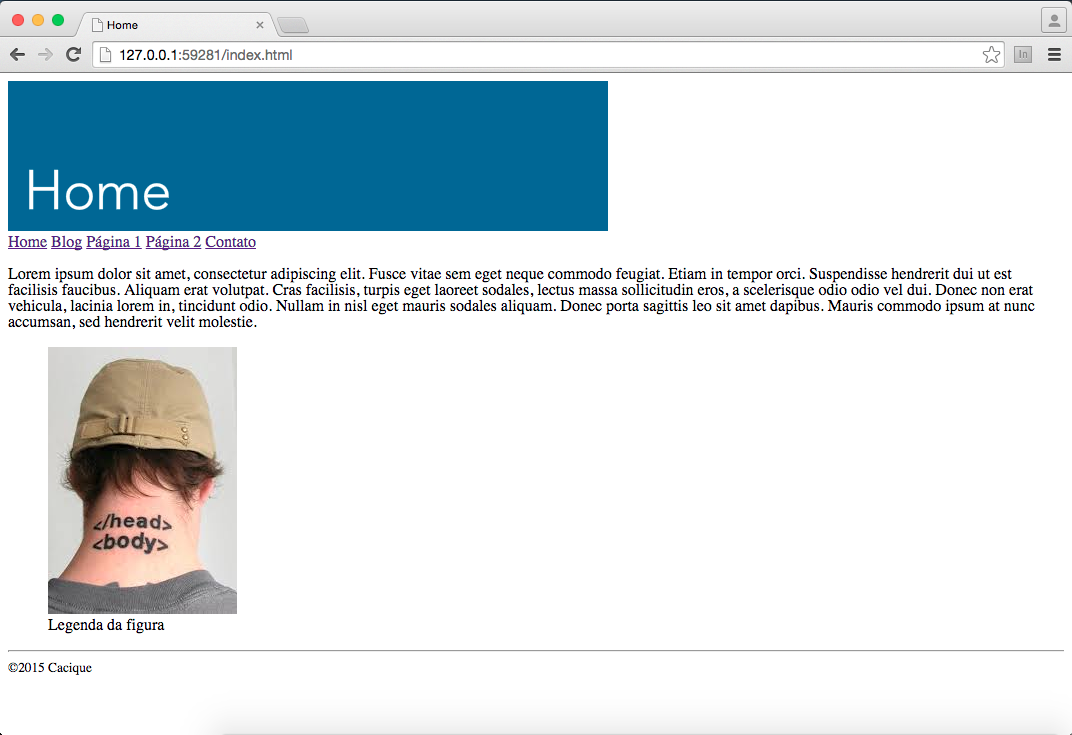 Home
127.0.0.1:59281/index.html
In
Home
Home Blog Página 1 Página 2 Contato
Lorem ipsum dolor sit amet, consectetur adipiscing elit. Fusce vitae sem eget neque commodo feugiat. Etiam in tempor orci. Suspendisse hendrerit dui ut est
facilisis faucibus. Aliquam erat volutpat. Cras facilisis, turpis eget laoreet sodales, lectus massa sollicitudin eros, a scelerisque odio odio vel dui. Donec non erat
vehicula, lacinia lorem in, tincidunt odio. Nullam in nisl eget mauris sodales aliquam. Donec porta sagittis leo sit amet dapibus. Mauris commodo ipsum at nunc
accumsan, sed hendrerit velit molestie.
</head>
<body>
Legenda da figura
©2015 Cacique